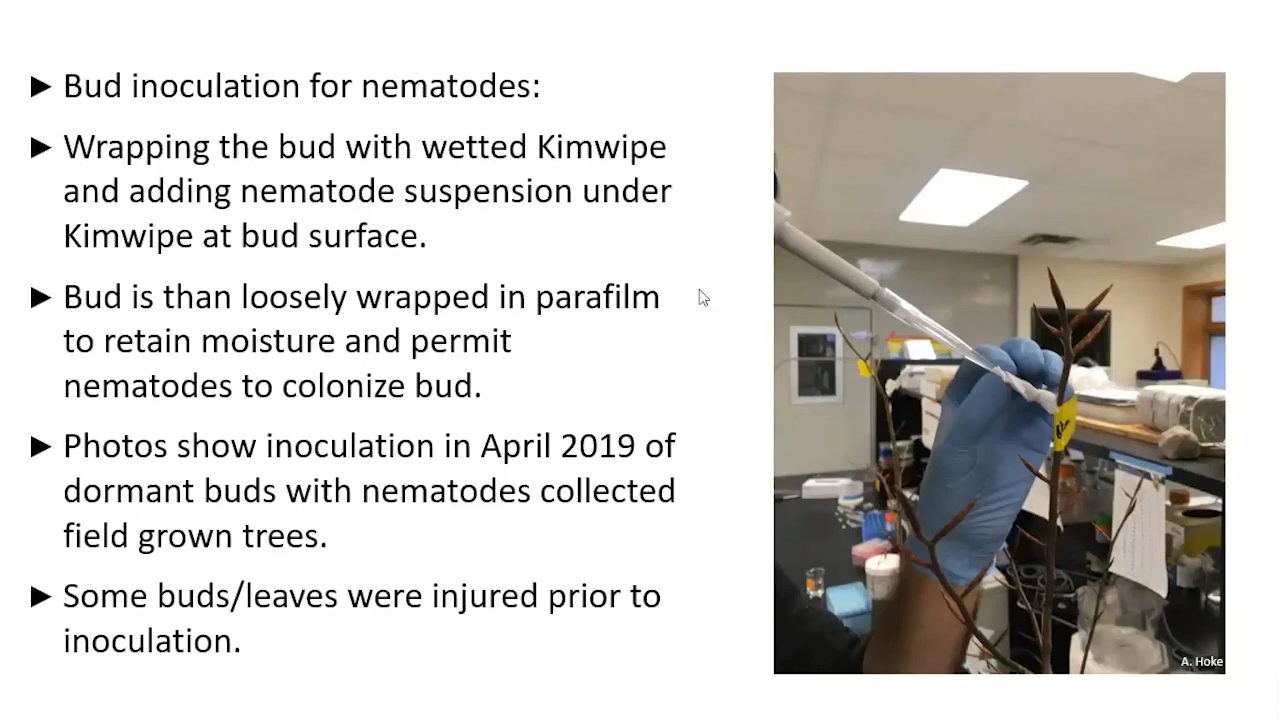 ► Bud inoculation for nematodes:
► Wrapping the bud with wetted Kimwipe
and adding nematode suspension under
Kimwipe at bud surface.
► Bud is than loosely wrapped in parafilm
to retain moisture and permit
nematodes to colonize bud.
► Photos show inoculation in April 2019 of
dormant buds with nematodes collected
field grown trees.
► Some buds/leaves were injured prior to
inoculation.
A. Hoke